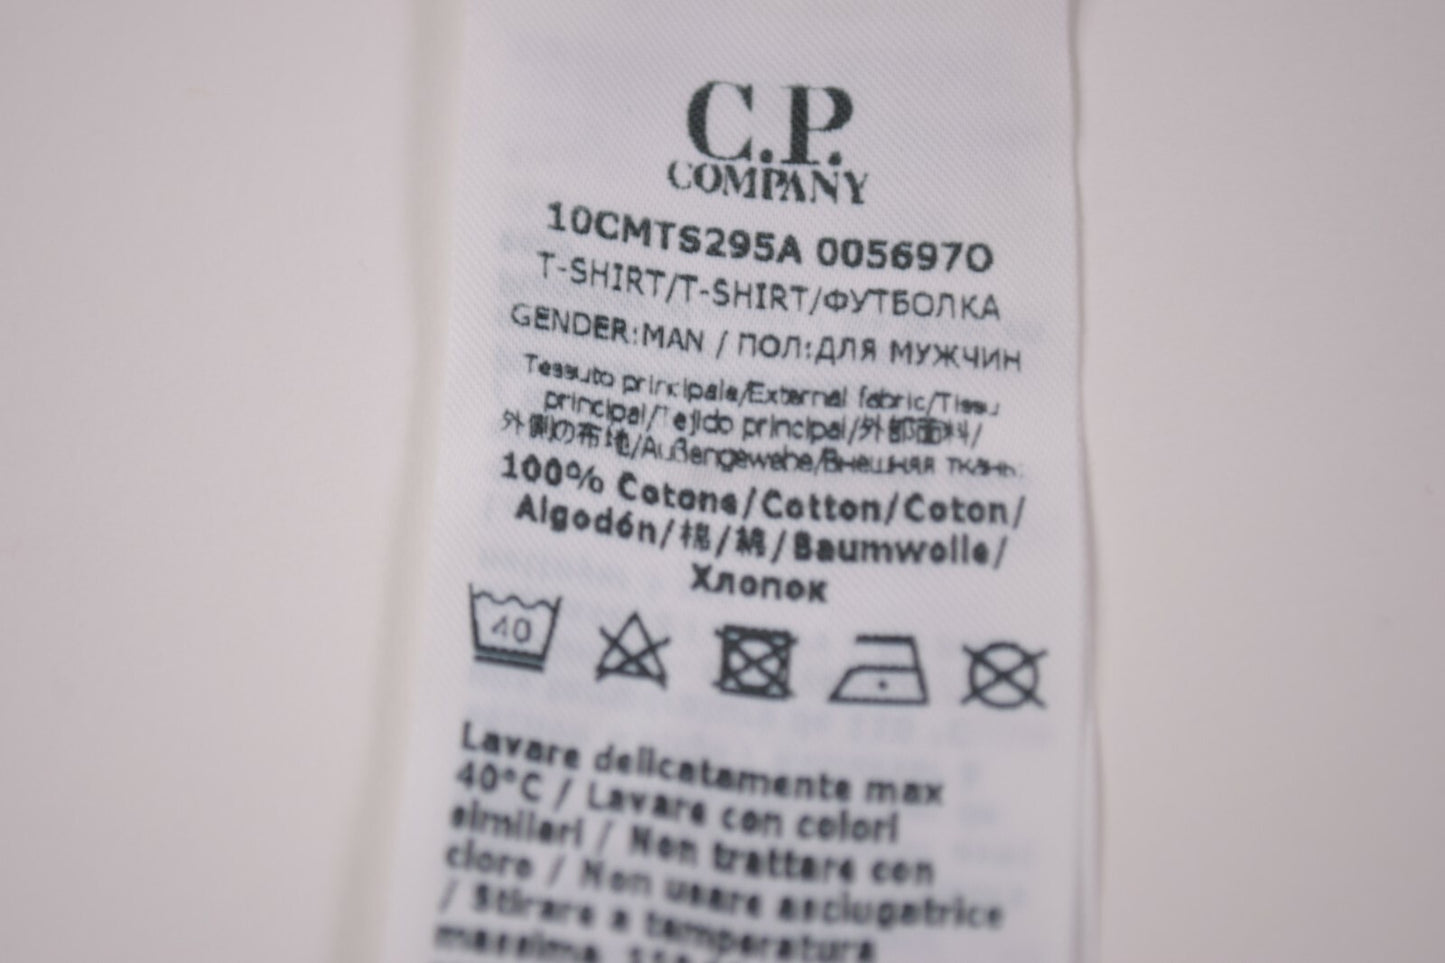 C.P.
COMPANY
10CMTS295A 005697O
T-SHIRT/T-SHIRT/ФУТБОЛКА
GENDER:MAN / ПОЛ:ДЛЯ МУЖЧИН
Tessuto principale/External fabric/Tissu
principal/Tejido principal/外部面料/
外側の布地/Außengewebe/Внешняя ткань:
100% Cotone/Cotton/Coton/
Algodón/棉/綿/Baumwolle/
Хлопок
40
Lavare delicatamente max
40°C / Lavare con colori
similari / Non trattare con
cloro / Non usare asciugatrice
/ Stirare a temperatura
massima